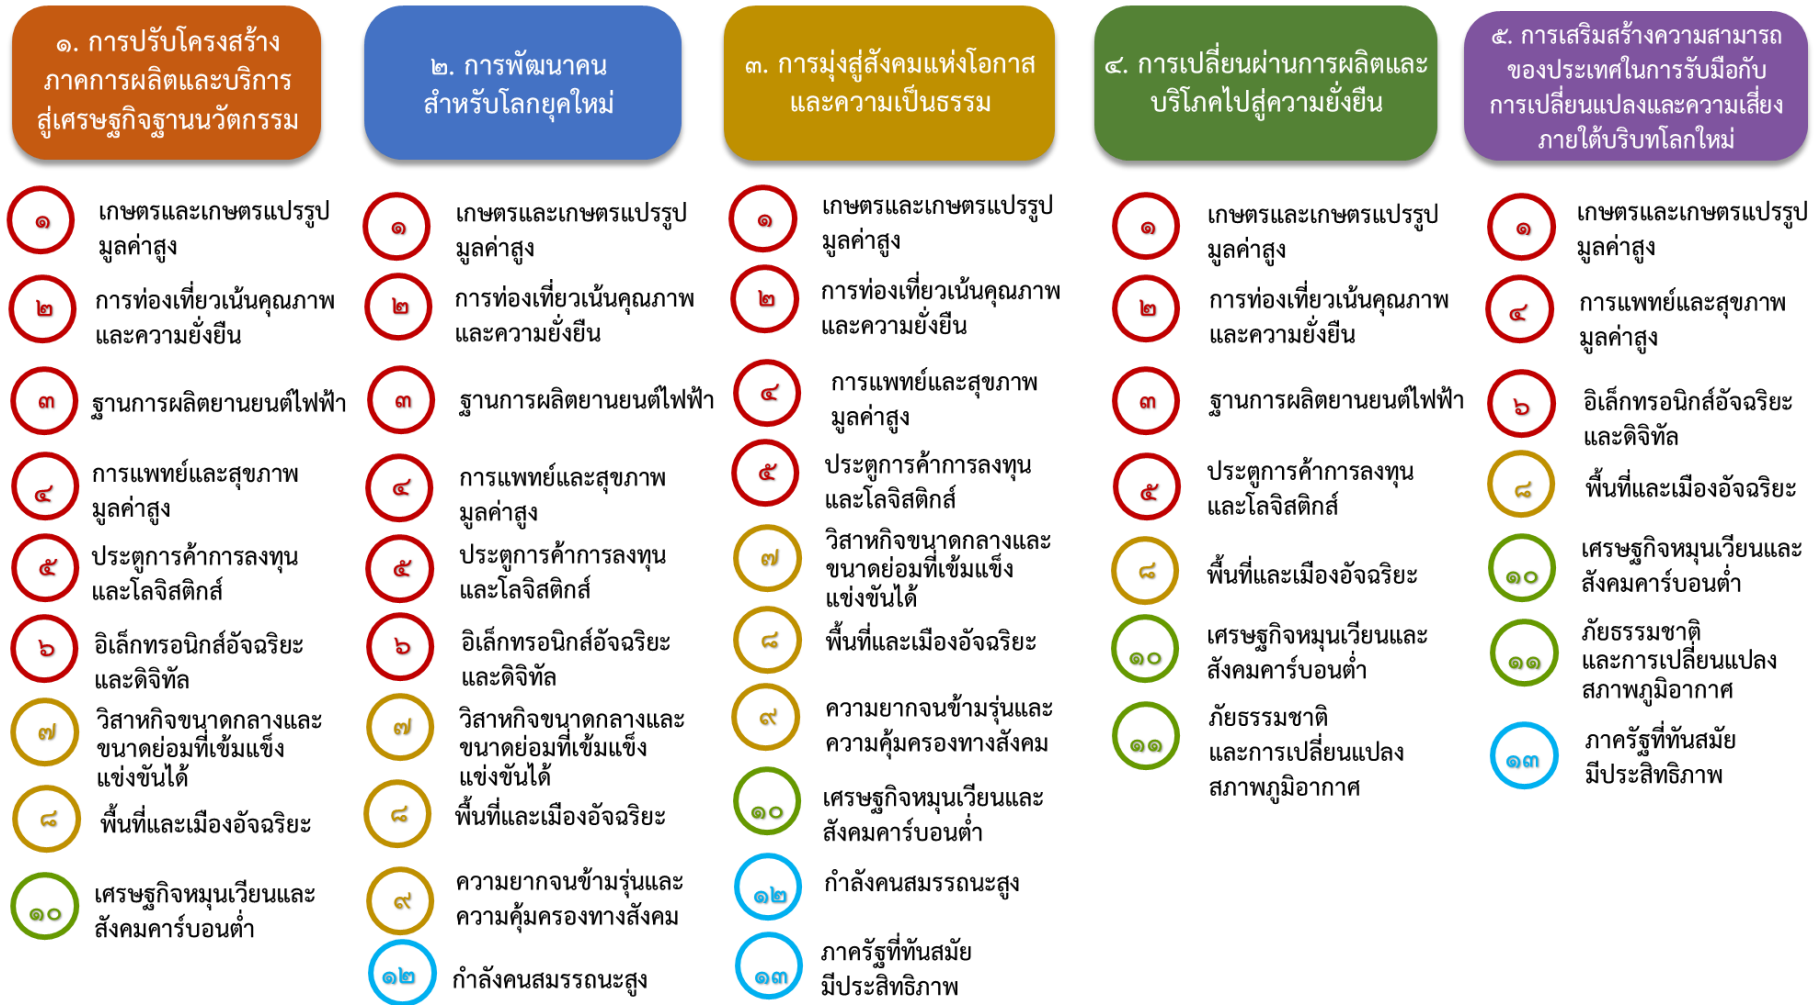 ๑. การปรับโครงสร้าง
ภาคการผลิตและบริการ
สู่เศรษฐกิจฐานนวัตกรรม
๑
เกษตรและเกษตรแปรรูป
มูลค่าสูง
๒
การท่องเที่ยวเน้นคุณภาพ
และความยั่งยืน
๓
ฐานการผลิตยานยนต์ไฟฟ้า
๔
การแพทย์และสุขภาพ
มูลค่าสูง
๕
ประตูการค้าการลงทุน
และโลจิสติกส์
๖
อิเล็กทรอนิกส์อัจฉริยะ
และดิจิทัล
๗
วิสาหกิจขนาดกลางและ
ขนาดย่อมที่เข้มแข็ง
แข่งขันได้
๘
พื้นที่และเมืองอัจฉริยะ
๑๐
เศรษฐกิจหมุนเวียนและ
สังคมคาร์บอนต่ำ
๒. การพัฒนาคน
สำหรับโลกยุคใหม่
๑
เกษตรและเกษตรแปรรูป
มูลค่าสูง
๒
การท่องเที่ยวเน้นคุณภาพ
และความยั่งยืน
๓
ฐานการผลิตยานยนต์ไฟฟ้า
๔
การแพทย์และสุขภาพ
มูลค่าสูง
๕
ประตูการค้าการลงทุน
และโลจิสติกส์
๖
อิเล็กทรอนิกส์อัจฉริยะ
และดิจิทัล
๗
วิสาหกิจขนาดกลางและ
ขนาดย่อมที่เข้มแข็ง
แข่งขันได้
๘
พื้นที่และเมืองอัจฉริยะ
๙
ความยากจนข้ามรุ่นและ
ความคุ้มครองทางสังคม
๑๒
กำลังคนสมรรถนะสูง
๓. การมุ่งสู่สังคมแห่งโอกาส
และความเป็นธรรม
๑
เกษตรและเกษตรแปรรูป
มูลค่าสูง
๒
การท่องเที่ยวเน้นคุณภาพ
และความยั่งยืน
๔
การแพทย์และสุขภาพ
มูลค่าสูง
๕
ประตูการค้าการลงทุน
และโลจิสติกส์
๗
วิสาหกิจขนาดกลางและ
ขนาดย่อมที่เข้มแข็ง
แข่งขันได้
๘
พื้นที่และเมืองอัจฉริยะ
๙
ความยากจนข้ามรุ่นและ
ความคุ้มครองทางสังคม
๑๐
เศรษฐกิจหมุนเวียนและ
สังคมคาร์บอนต่ำ
๑๒
กำลังคนสมรรถนะสูง
๑๓
ภาครัฐที่ทันสมัย
มีประสิทธิภาพ
๔. การเปลี่ยนผ่านการผลิตและ
บริโภคไปสู่ความยั่งยืน
๑
เกษตรและเกษตรแปรรูป
มูลค่าสูง
๒
การท่องเที่ยวเน้นคุณภาพ
และความยั่งยืน
๓
ฐานการผลิตยานยนต์ไฟฟ้า
๕
ประตูการค้าการลงทุน
และโลจิสติกส์
๘
พื้นที่และเมืองอัจฉริยะ
๑๐
เศรษฐกิจหมุนเวียนและ
สังคมคาร์บอนต่ำ
๑๑
ภัยธรรมชาติ
และการเปลี่ยนแปลง
สภาพภูมิอากาศ
๕. การเสริมสร้างความสามารถ
ของประเทศในการรับมือกับ
การเปลี่ยนแปลงและความเสี่ยง
ภายใต้บริบทโลกใหม่
๑
เกษตรและเกษตรแปรรูป
มูลค่าสูง
๔
การแพทย์และสุขภาพ
มูลค่าสูง
๖
อิเล็กทรอนิกส์อัจฉริยะ
และดิจิทัล
๘
พื้นที่และเมืองอัจฉริยะ
๑๐
เศรษฐกิจหมุนเวียนและ
สังคมคาร์บอนต่ำ
๑๑
ภัยธรรมชาติ
และการเปลี่ยนแปลง
สภาพภูมิอากาศ
๑๓
ภาครัฐที่ทันสมัย
มีประสิทธิภาพ